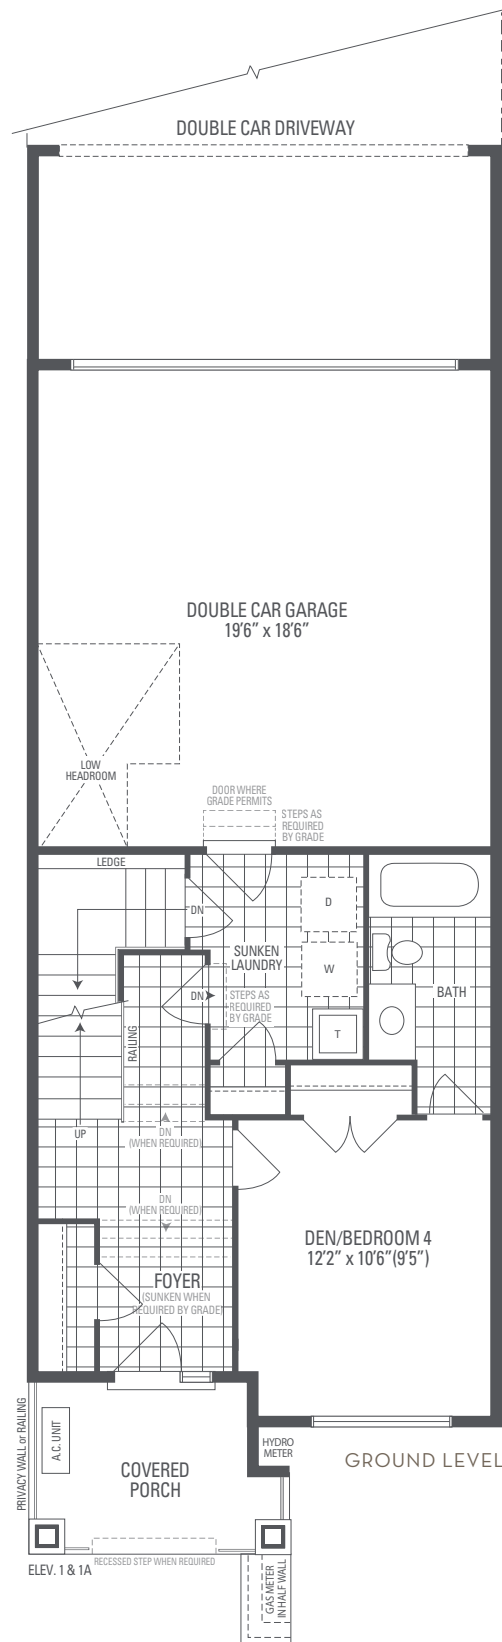 DOUBLE CAR DRIVEWAY
DOUBLE CAR GARAGE
19'6" x 18'6"
LOW
HEADROOM
DOOR WHERE
GRADE PERMITS
STEPS AS
REQUIRED
BY GRADE
LEDGE
DN
D
SUNKEN
LAUNDRY
W
BATH
DN
STEPS AS
REQUIRED
BY GRADE
RAILING
T
UP
DN
(WHEN REQUIRED)
DN
(WHEN REQUIRED)
DEN/BEDROOM 4
12'2" x 10'6"(9'5")
FOYER
(SUNKEN WHEN
REQUIRED BY GRADE)
PRIVACY WALL or RAILING
A.C. UNIT
HYDRO
METER
GROUND LEVEL
COVERED
PORCH
RECESSED STEP WHEN REQUIRED
ELEV. 1 & 1A
GAS METER
IN HALF WALL